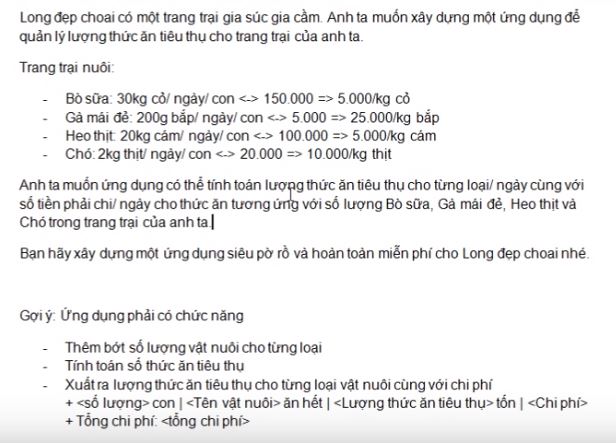 Long đẹp choai có một trang trại gia súc gia cầm. Anh ta muốn xây dựng một ứng dụng để
quản lý lượng thức ăn tiêu thụ cho trang trại của anh ta.
Trang trại nuôi:
- Bò sữa: 30kg cỏ/ ngày/ con <-> 150.000 => 5.000/kg cỏ
- Gà mái đẻ: 200g bắp/ ngày/ con <-> 5.000 => 25.000/kg bắp
- Heo thịt: 20kg cám/ ngày/ con <-> 100.000 => 5.000/kg cám
- Chó: 2kg thịt/ ngày/ con <-> 20.000 => 10.000/kg thịt
Anh ta muốn ứng dụng có thể tính toán lượng thức ăn tiêu thụ cho từng loại/ ngày cùng với
số tiền phải chi/ ngày cho thức ăn tương ứng với số lượng Bò sữa, Gà mái đẻ, Heo thịt và
Chó trong trang trại của anh ta.
Bạn hãy xây dựng một ứng dụng siêu pờ rồ và hoàn toàn miễn phí cho Long đẹp choai nhé.
Gợi ý: Ứng dụng phải có chức năng
- Thêm bớt số lượng vật nuôi cho từng loại
- Tính toán số thức ăn tiêu thụ
- Xuất ra lượng thức ăn tiêu thụ cho từng loại vật nuôi cùng với chi phí
+ <số lượng> con | <Tên vật nuôi> ăn hết | <Lượng thức ăn tiêu thụ> tốn | <Chi phí>
+ Tổng chi phí: <tổng chi phí>